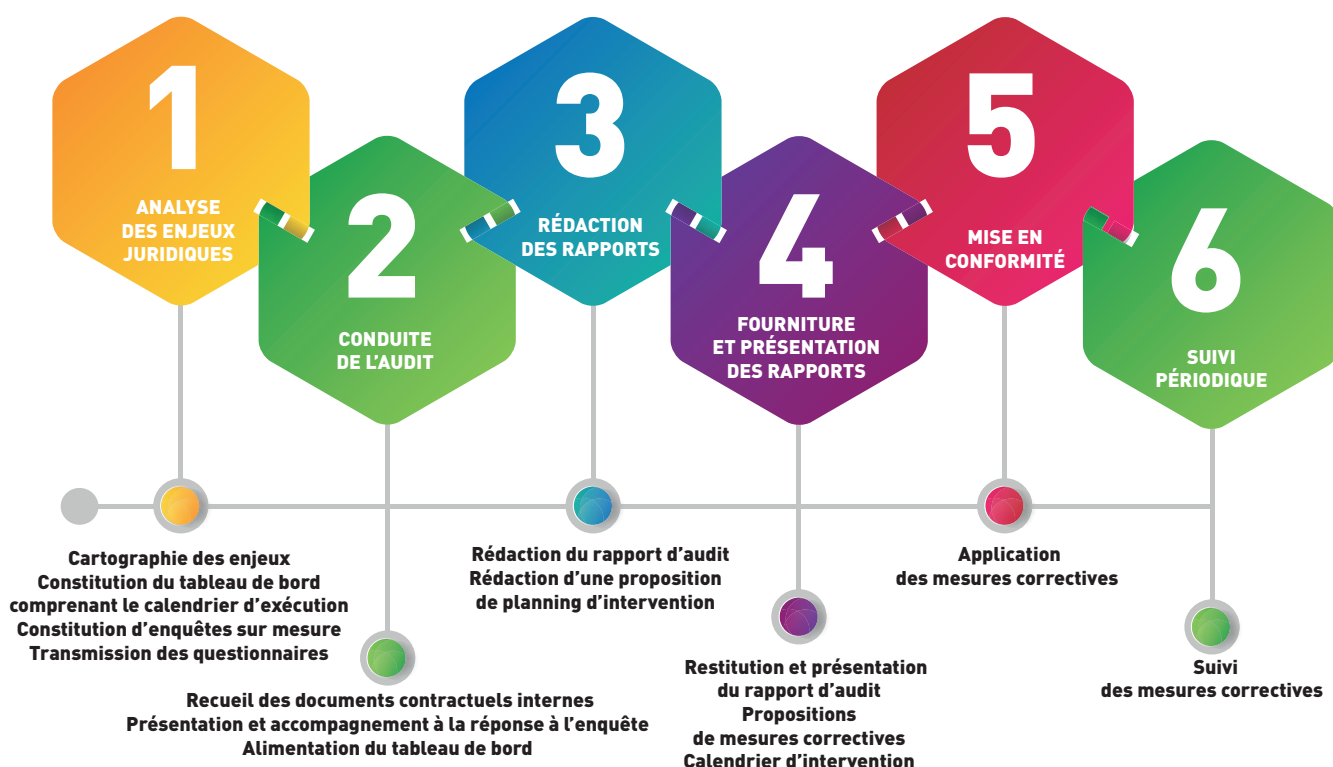 1
ANALYSE
DES ENJEUX
JURIDIQUES
2
CONDUITE
DE L'AUDIT
3
RÉDACTION
DES RAPPORTS
4
FOURNITURE
ET PRÉSENTATION
DES RAPPORTS
5
MISE EN
CONFORMITÉ
6
SUIVI
PÉRIODIQUE
Cartographie des enjeux
Constitution du tableau de bord
comprenant le calendrier d'exécution
Constitution d'enquêtes sur mesure
Transmission des questionnaires
Recueil des documents contractuels internes
Présentation et accompagnement à la réponse à l'enquête
Alimentation du tableau de bord
Rédaction du rapport d'audit
Rédaction d'une proposition
de planning d'intervention
Restitution et présentation
du rapport d'audit
Propositions
de mesures correctives
Calendrier d'intervention
Application
des mesures correctives
Suivi
des mesures correctives